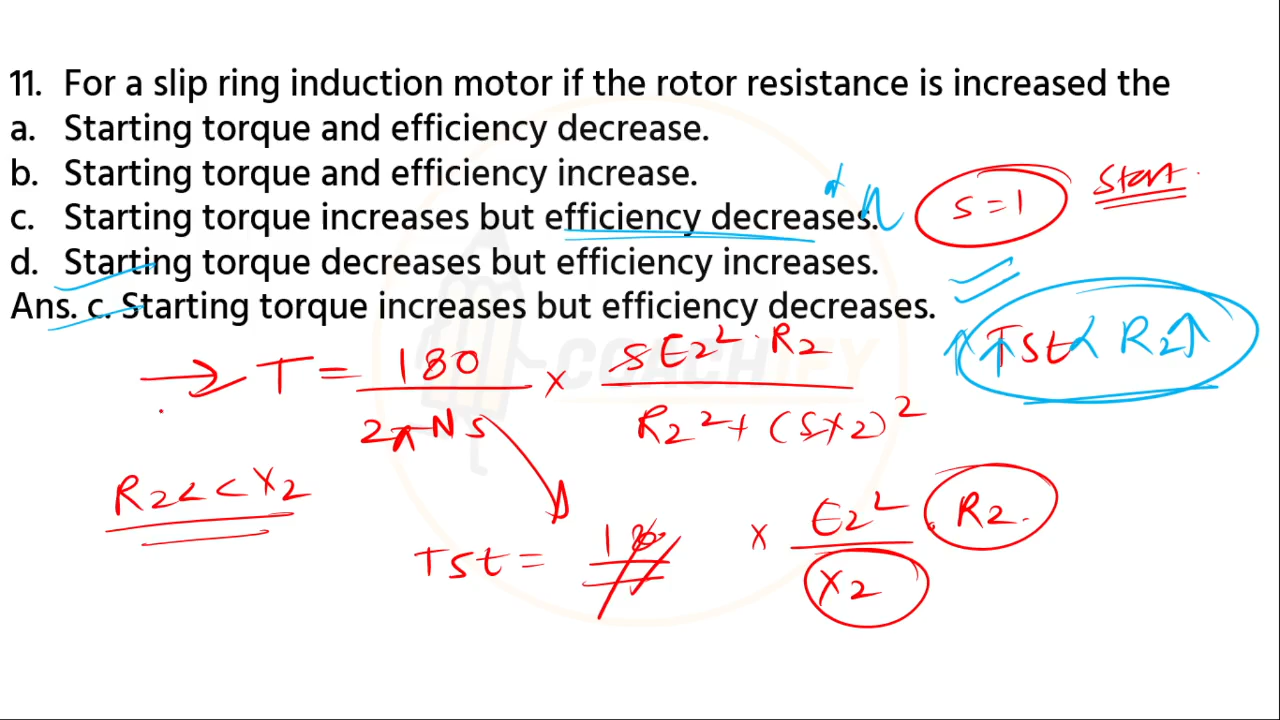 11. For a slip ring induction motor if the rotor resistance is increased the
a. Starting torque and efficiency decrease.
b. Starting torque and efficiency increase.
c. Starting torque increases but efficiency decreases.
d. Starting torque decreases but efficiency increases.
Ans. c. Starting torque increases but efficiency decreases.
S = 1
Start
Tst ∝ R2 ↑
→ T = 180 / 2πNs × SE2² · R2 / R2² + (SX2)²
R2 << X2
Tst = 180 × E2² · R2 / X2
COACHIFY